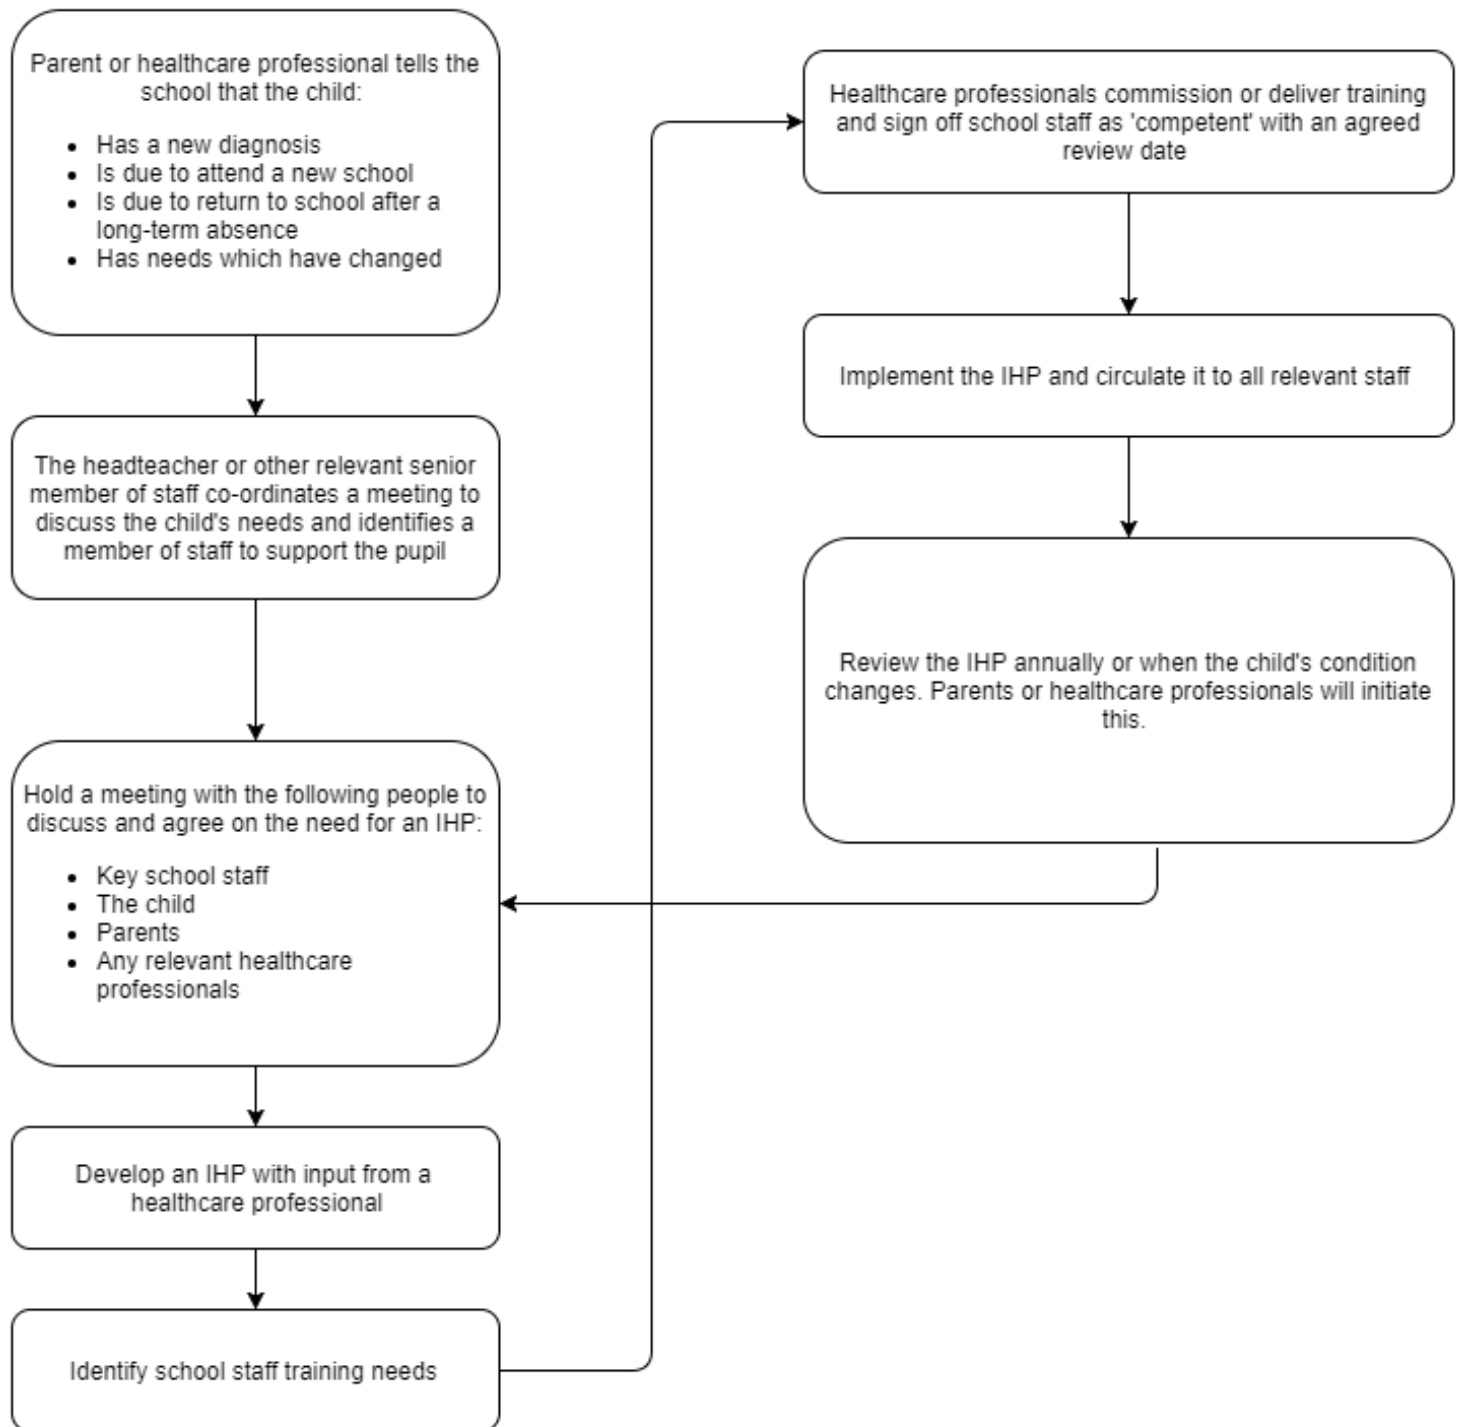 Parent or healthcare professional tells the
school that the child:
• Has a new diagnosis
• Is due to attend a new school
• Is due to return to school after a
long-term absence
• Has needs which have changed
The headteacher or other relevant senior
member of staff co-ordinates a meeting to
discuss the child's needs and identifies a
member of staff to support the pupil
Hold a meeting with the following people to
discuss and agree on the need for an IHP:
• Key school staff
• The child
• Parents
• Any relevant healthcare
professionals
Develop an IHP with input from a
healthcare professional
Identify school staff training needs
Healthcare professionals commission or deliver training
and sign off school staff as 'competent' with an agreed
review date
Implement the IHP and circulate it to all relevant staff
Review the IHP annually or when the child's condition
changes. Parents or healthcare professionals will initiate
this.